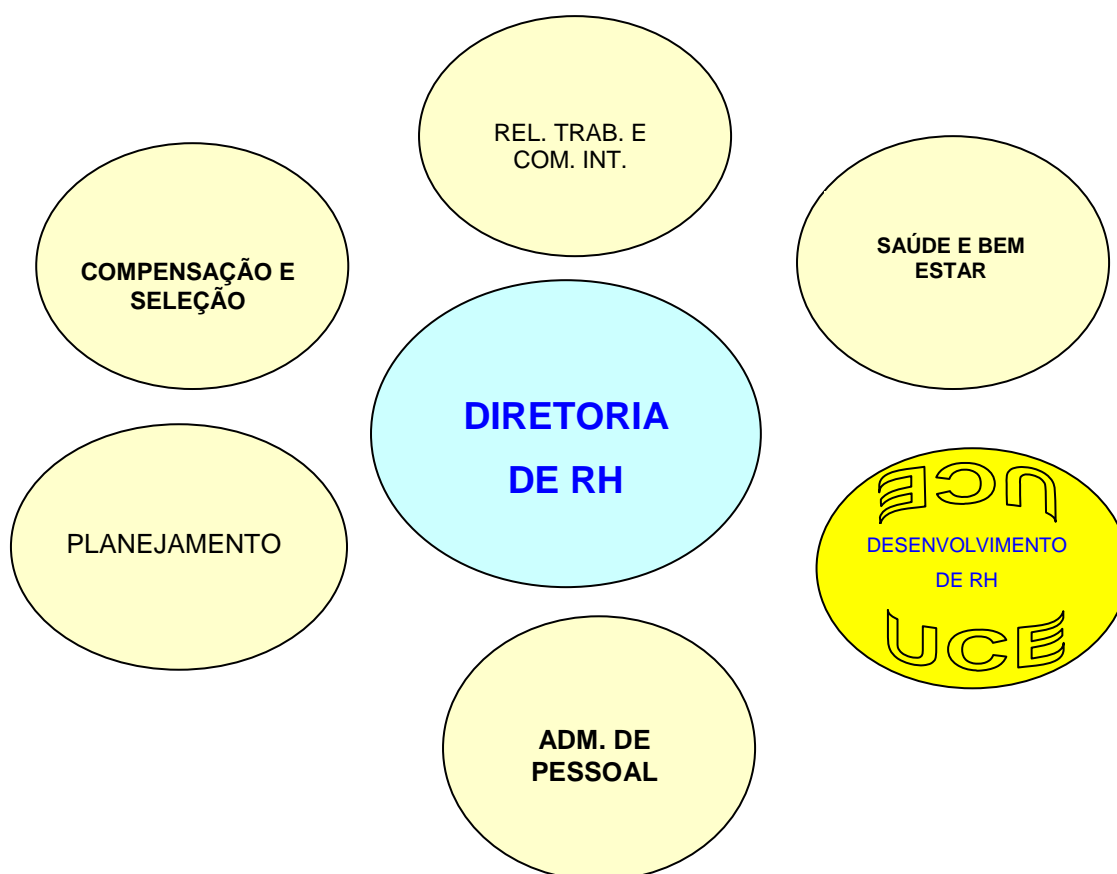 REL. TRAB. E
COM. INT.
COMPENSAÇÃO E
SELEÇÃO
SAÚDE E BEM
ESTAR
DIRETORIA
DE RH
PLANEJAMENTO
UCE
DESENVOLVIMENTO
DE RH
UCE
ADM. DE
PESSOAL